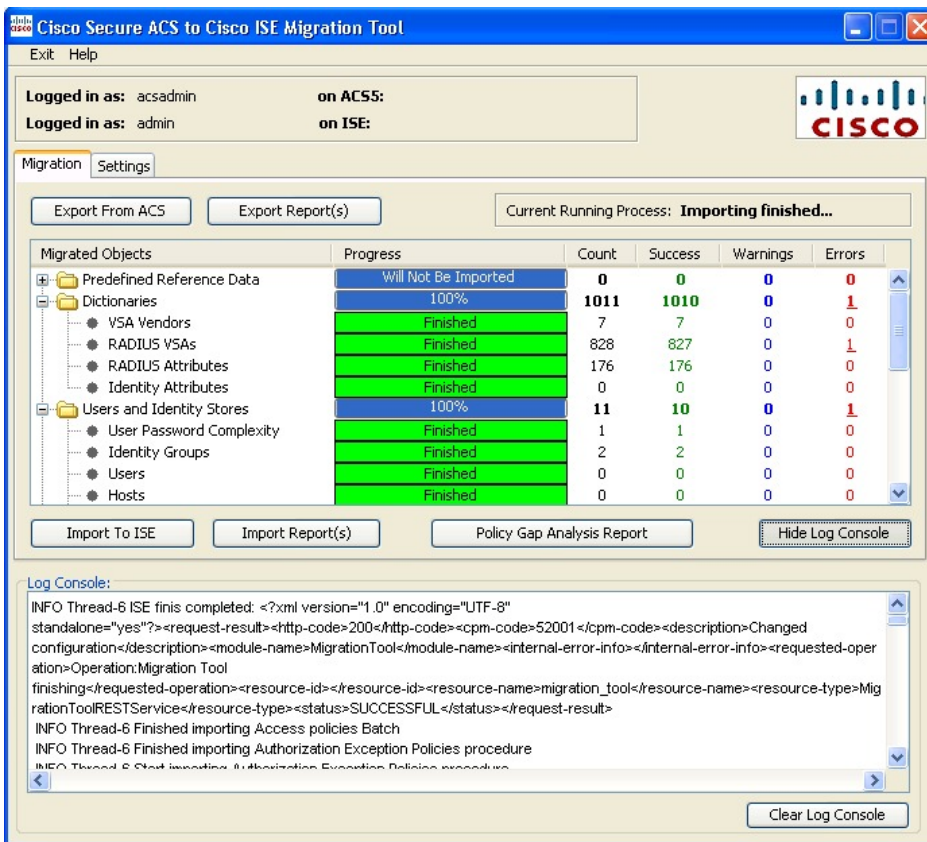 cisco Cisco Secure ACS to Cisco ISE Migration Tool
Exit Help
Logged in as: acsadmin on ACS5:
Logged in as: admin on ISE:
CISCO
Migration Settings
Export From ACS Export Report(s) Current Running Process: Importing finished...
Migrated Objects Progress Count Success Warnings Errors
Predefined Reference Data Will Not Be Imported 0 0 0 0
Dictionaries 100% 1011 1010 0 1
VSA Vendors Finished 7 7 0 0
RADIUS VSAs Finished 828 827 0 1
RADIUS Attributes Finished 176 176 0 0
Identity Attributes Finished 0 0 0 0
Users and Identity Stores 100% 11 10 0 1
User Password Complexity Finished 1 1 0 0
Identity Groups Finished 2 2 0 0
Users Finished 0 0 0 0
Hosts Finished 0 0 0 0
Import To ISE Import Report(s) Policy Gap Analysis Report Hide Log Console
Log Console:
INFO Thread-6 ISE finis completed: <?xml version="1.0" encoding="UTF-8"
standalone="yes"?><request-result><http-code>200</http-code><cpm-code>52001</cpm-code><description>Changed
configuration</description><module-name>MigrationTool</module-name><internal-error-info></internal-error-info><requested-oper
ation>Operation:Migration Tool
finishing</requested-operation><resource-id></resource-id><resource-name>migration_tool</resource-name><resource-type>Mig
rationToolRESTService</resource-type><status>SUCCESSFUL</status></request-result>
INFO Thread-6 Finished importing Access policies Batch
INFO Thread-6 Finished importing Authorization Exception Policies procedure
INFO Thread-6 Start importing Authorization Exception Policies procedure
Clear Log Console